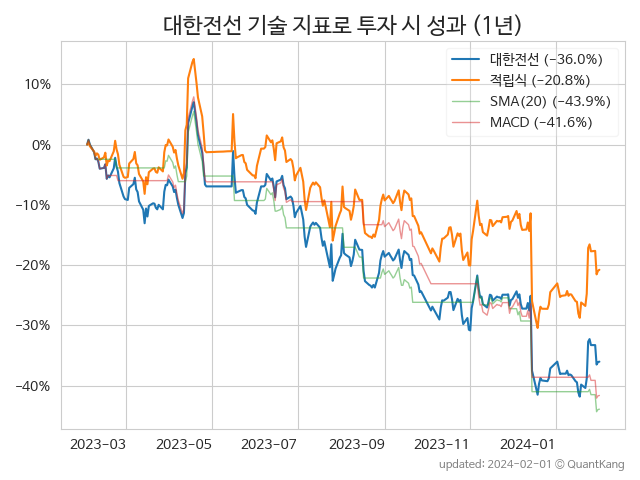 대한전선 기술 지표로 투자 시 성과 (1년)
대한전선 (−36.0%)
적립식 (−20.8%)
SMA(20) (−43.9%)
MACD (−41.6%)
10%
0%
−10%
−20%
−30%
−40%
2023-03 2023-05 2023-07 2023-09 2023-11 2024-01
updated: 2024-02-01 © QuantKang